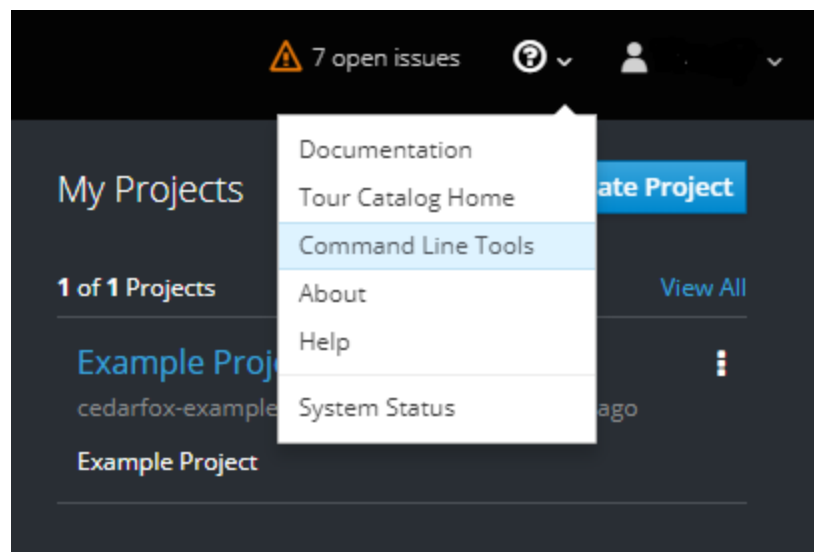 7 open issues
Documentation
My Projects
Tour Catalog Home
ate Project
Command Line Tools
1 of 1 Projects
About
View All
Help
Example Proj
cedarfox-example
System Status
ago
Example Project